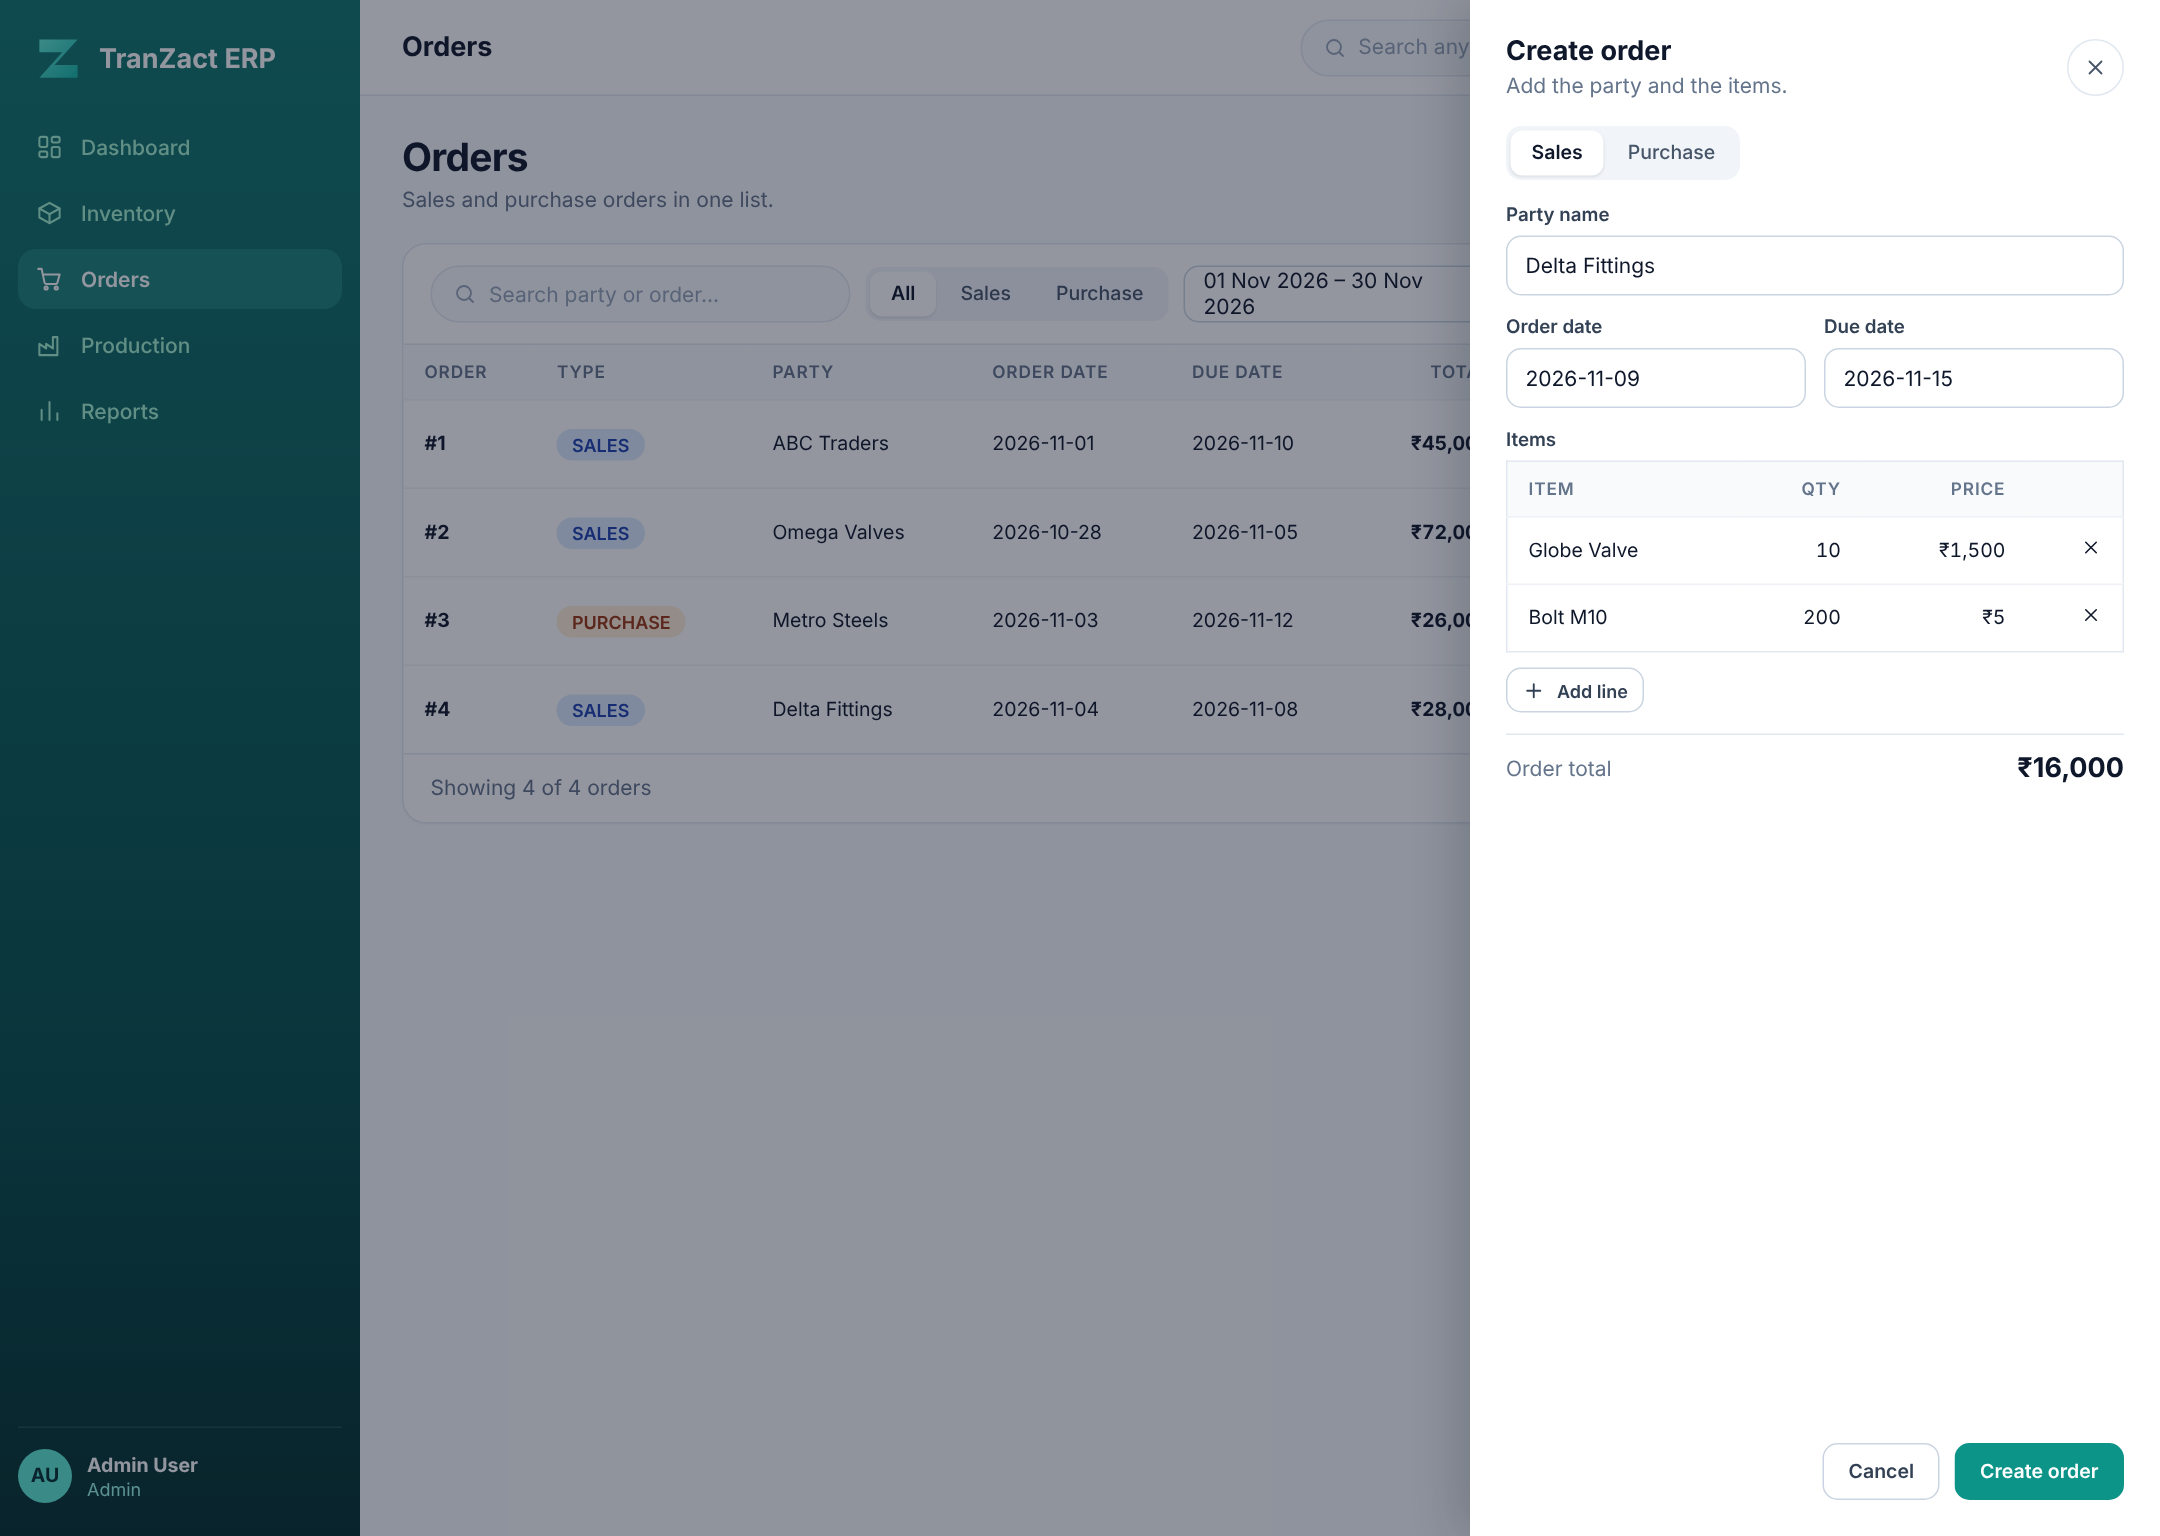 TranZact ERP
Dashboard
Inventory
Orders
Production
Reports
AU
Admin User
Admin
Orders
Search any
Orders
Sales and purchase orders in one list.
Search party or order...
All Sales Purchase
01 Nov 2026 – 30 Nov
2026
ORDER TYPE PARTY ORDER DATE DUE DATE
#1 SALES ABC Traders 2026-11-01 2026-11-10
#2 SALES Omega Valves 2026-10-28 2026-11-05
#3 PURCHASE Metro Steels 2026-11-03 2026-11-12
#4 SALES Delta Fittings 2026-11-04 2026-11-08
Showing 4 of 4 orders
Create order
Add the party and the items.
Sales Purchase
Party name
Delta Fittings
Order date Due date
2026-11-09 2026-11-15
Items
ITEM QTY PRICE
Globe Valve 10 ₹1,500
Bolt M10 200 ₹5
+ Add line
Order total ₹16,000
Cancel Create order